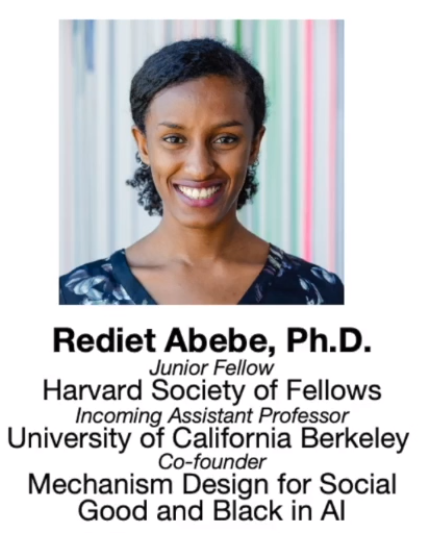 Rediet Abebe, Ph.D.
Junior Fellow
Harvard Society of Fellows
Incoming Assistant Professor
University of California Berkeley
Co-founder
Mechanism Design for Social
Good and Black in AI